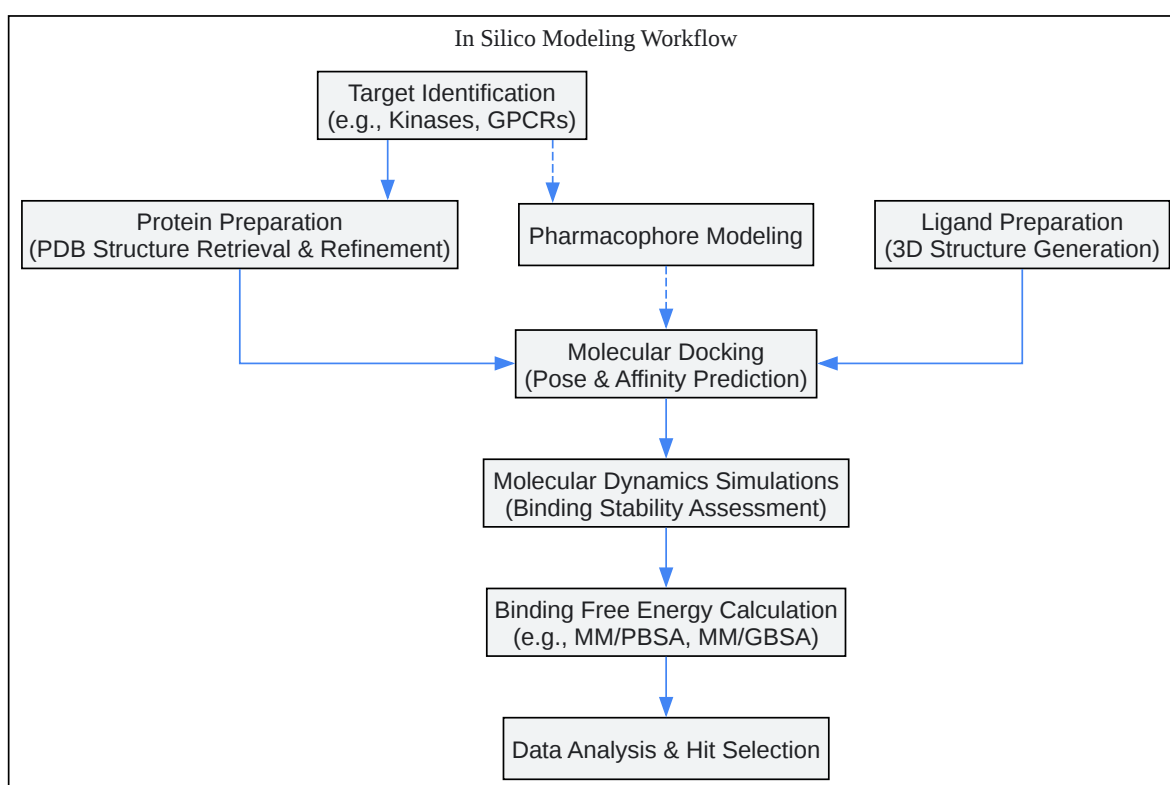 In Silico Modeling Workflow
Target Identification
(e.g., Kinases, GPCRs)
Protein Preparation
(PDB Structure Retrieval & Refinement)
Pharmacophore Modeling
Ligand Preparation
(3D Structure Generation)
Molecular Docking
(Pose & Affinity Prediction)
Molecular Dynamics Simulations
(Binding Stability Assessment)
Binding Free Energy Calculation
(e.g., MM/PBSA, MM/GBSA)
Data Analysis & Hit Selection